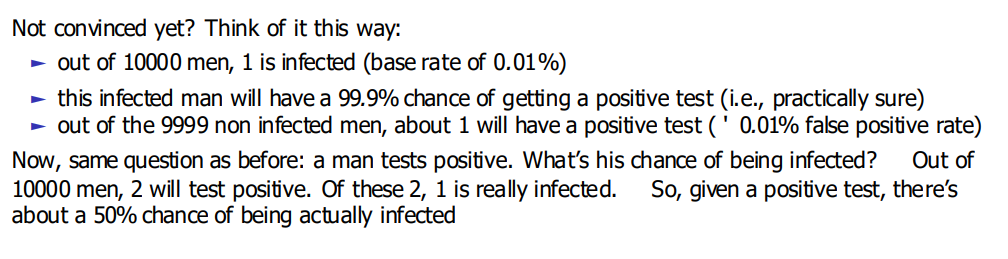 Not convinced yet? Think of it this way:
► out of 10000 men, 1 is infected (base rate of 0.01%)
► this infected man will have a 99.9% chance of getting a positive test (i.e., practically sure)
► out of the 9999 non infected men, about 1 will have a positive test ( ' 0.01% false positive rate)
Now, same question as before: a man tests positive. What’s his chance of being infected? Out of
10000 men, 2 will test positive. Of these 2, 1 is really infected. So, given a positive test, there’s
about a 50% chance of being actually infected